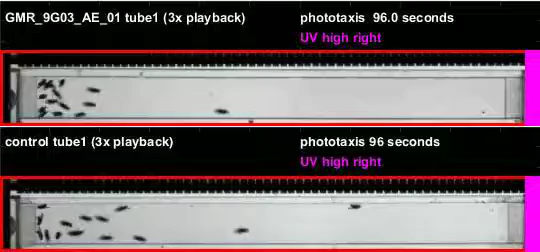 GMR_9G03_AE_01 tube1 (3x playback) phototaxis 96.0 seconds
UV high right
control tube1 (3x playback) phototaxis 96 seconds
UV high right